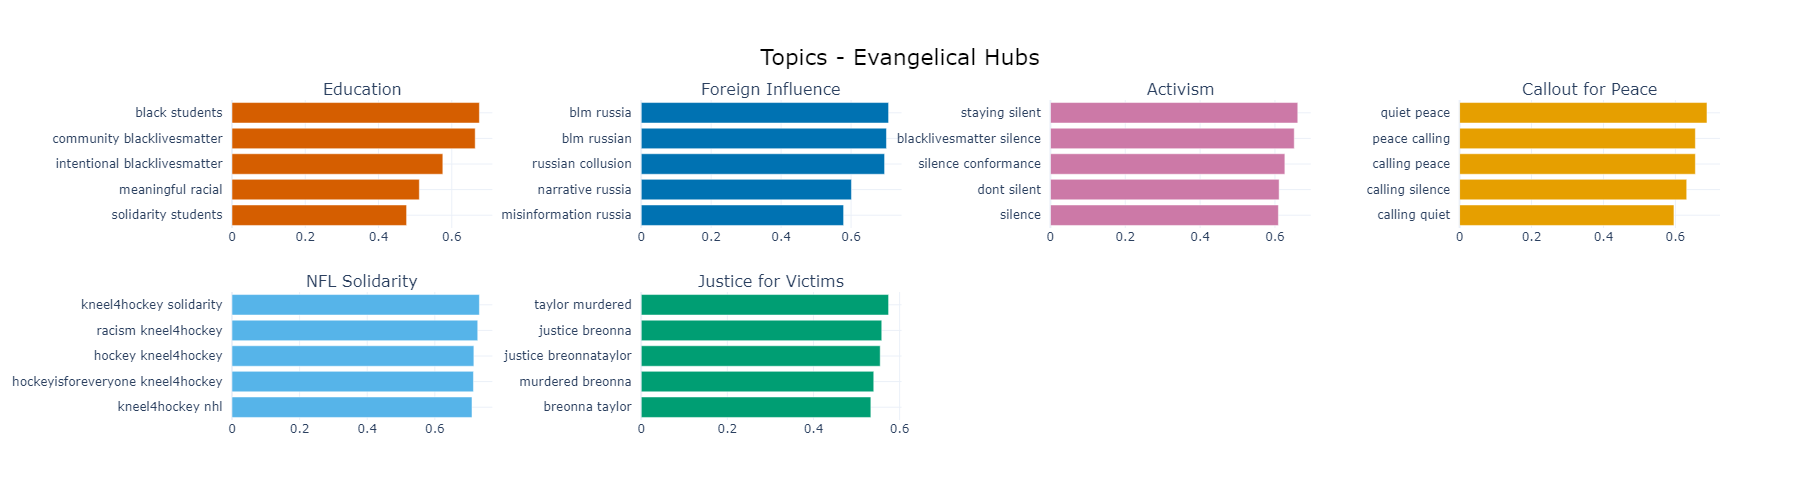 Topics - Evangelical Hubs
Education
black students
community blacklivesmatter
intentional blacklivesmatter
meaningful racial
solidarity students
0 0.2 0.4 0.6
Foreign Influence
blm russia
blm russian
russian collusion
narrative russia
misinformation russia
0 0.2 0.4 0.6
Activism
staying silent
blacklivesmatter silence
silence conformance
dont silent
silence
0 0.2 0.4 0.6
Callout for Peace
quiet peace
peace calling
calling peace
calling silence
calling quiet
0 0.2 0.4 0.6
NFL Solidarity
kneel4hockey solidarity
racism kneel4hockey
hockey kneel4hockey
hockeyisforeveryone kneel4hockey
kneel4hockey nhl
0 0.2 0.4 0.6
Justice for Victims
taylor murdered
justice breonna
justice breonnataylor
murdered breonna
breonna taylor
0 0.2 0.4 0.6